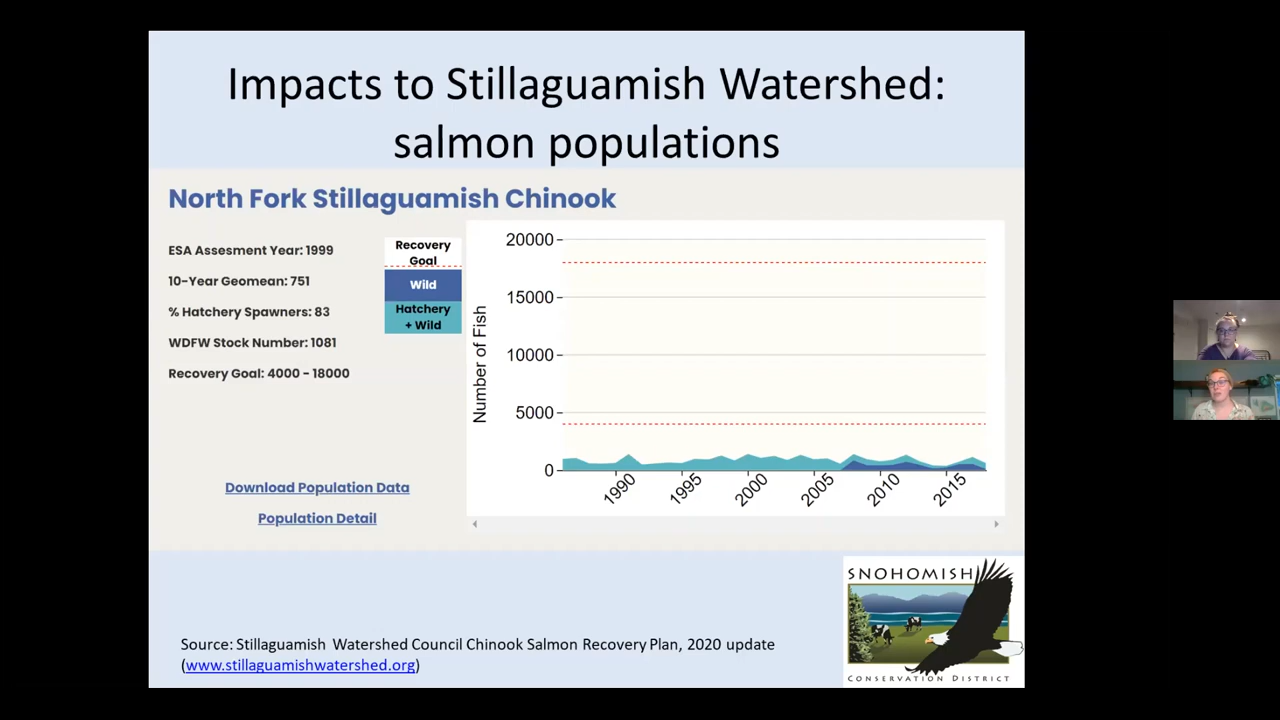 Impacts to Stillaguamish Watershed:
salmon populations
North Fork Stillaguamish Chinook
ESA Assesment Year: 1999
10-Year Geomean: 751
% Hatchery Spawners: 83
WDFW Stock Number: 1081
Recovery Goal: 4000 - 18000
Download Population Data
Population Detail
Recovery
Goal
Wild
Hatchery
+ Wild
Number of Fish
20000
15000
10000
5000
0
1990
1995
2000
2005
2010
2015
SNOHOMISH
CONSERVATION DISTRICT
Source: Stillaguamish Watershed Council Chinook Salmon Recovery Plan, 2020 update
(www.stillaguamishwatershed.org)